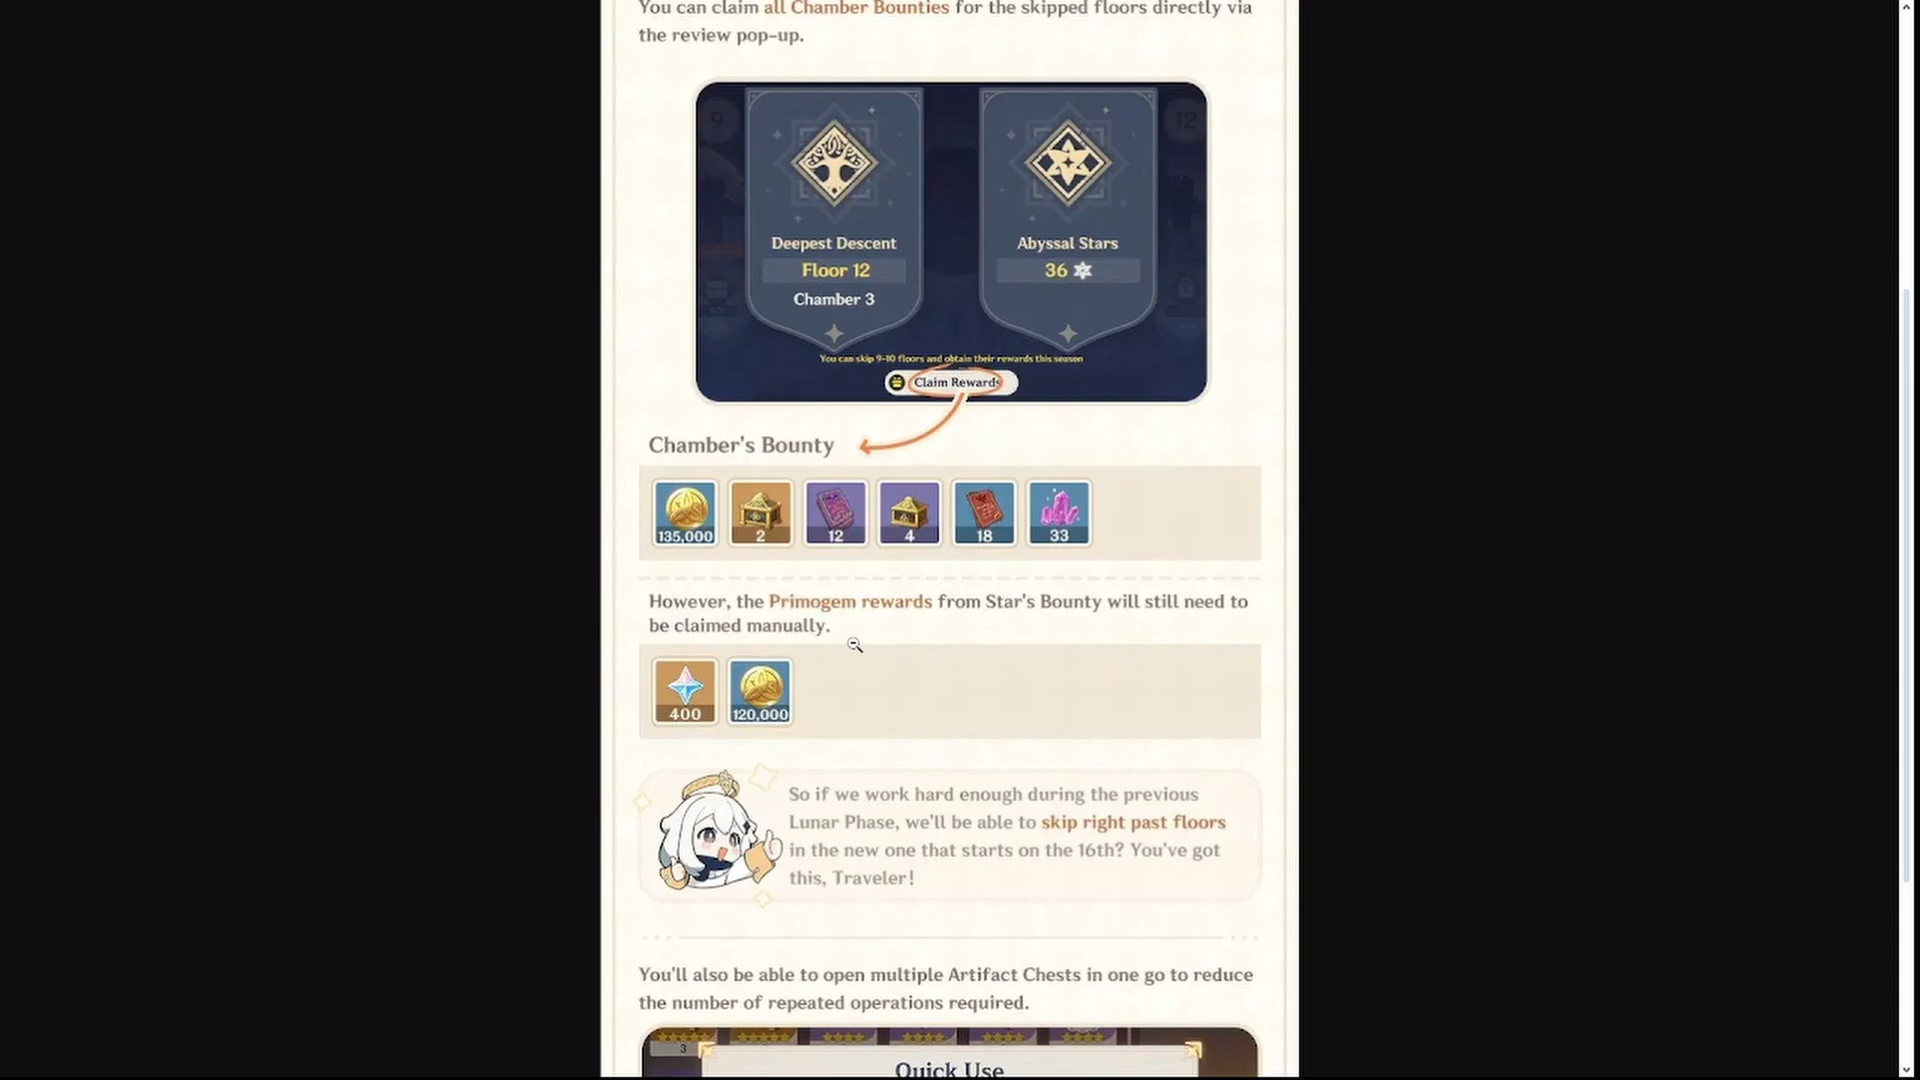 You can claim all Chamber Bounties for the skipped floors directly via
the review pop-up.
9
12
Deepest Descent
Floor 12
Chamber 3
Abyssal Stars
36
You can skip 9-10 floors and obtain their rewards this season
Claim Rewards
Chamber's Bounty
135,000
2
12
4
18
33
However, the Primogem rewards from Star's Bounty will still need to
be claimed manually.
400
120,000
So if we work hard enough during the previous
Lunar Phase, we'll be able to skip right past floors
in the new one that starts on the 16th? You've got
this, Traveler!
You'll also be able to open multiple Artifact Chests in one go to reduce
the number of repeated operations required.
3
Quick Use